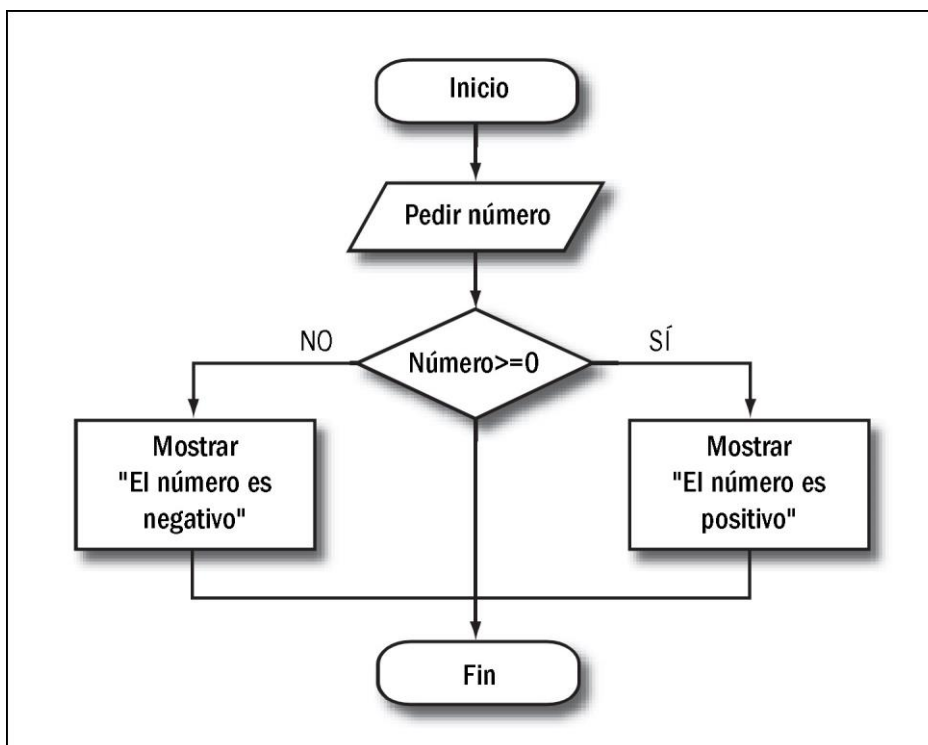 Inicio
Pedir número
NO
Número>=0
SÍ
Mostrar
"El número es
negativo"
Mostrar
"El número es
positivo"
Fin